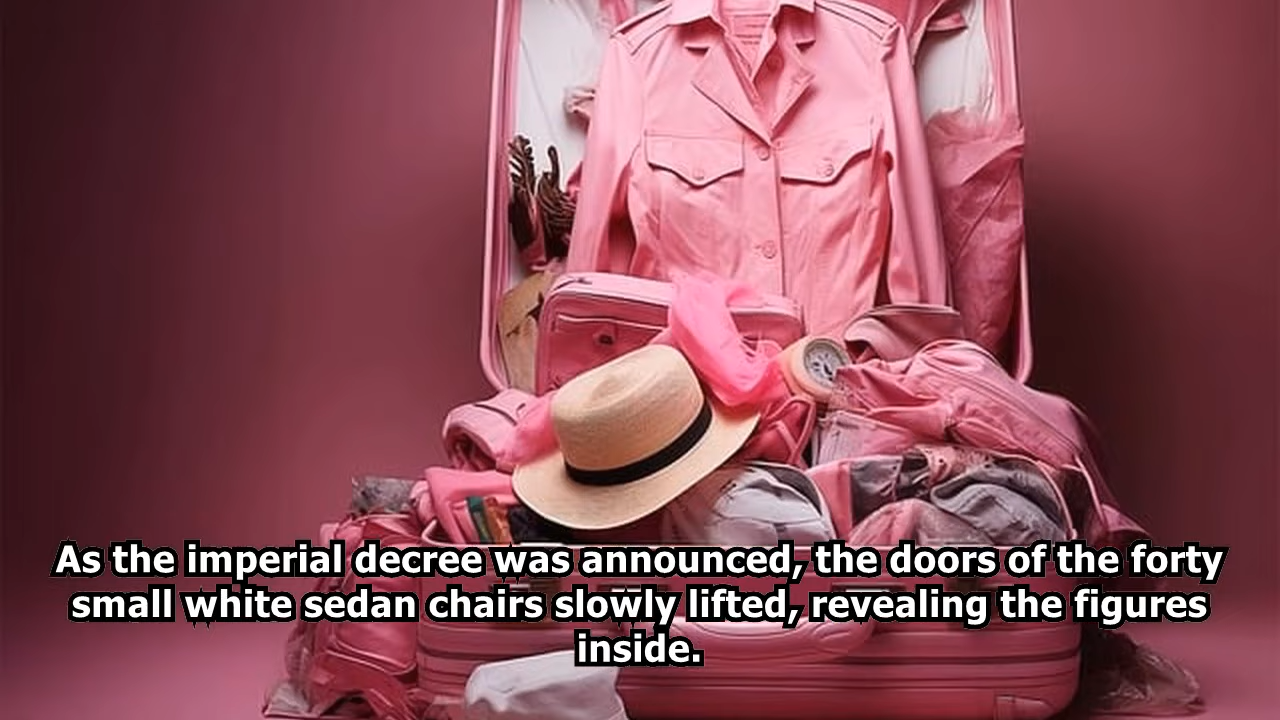 As the imperial decree was announced, the doors of the forty
small white sedan chairs slowly lifted, revealing the figures
inside.